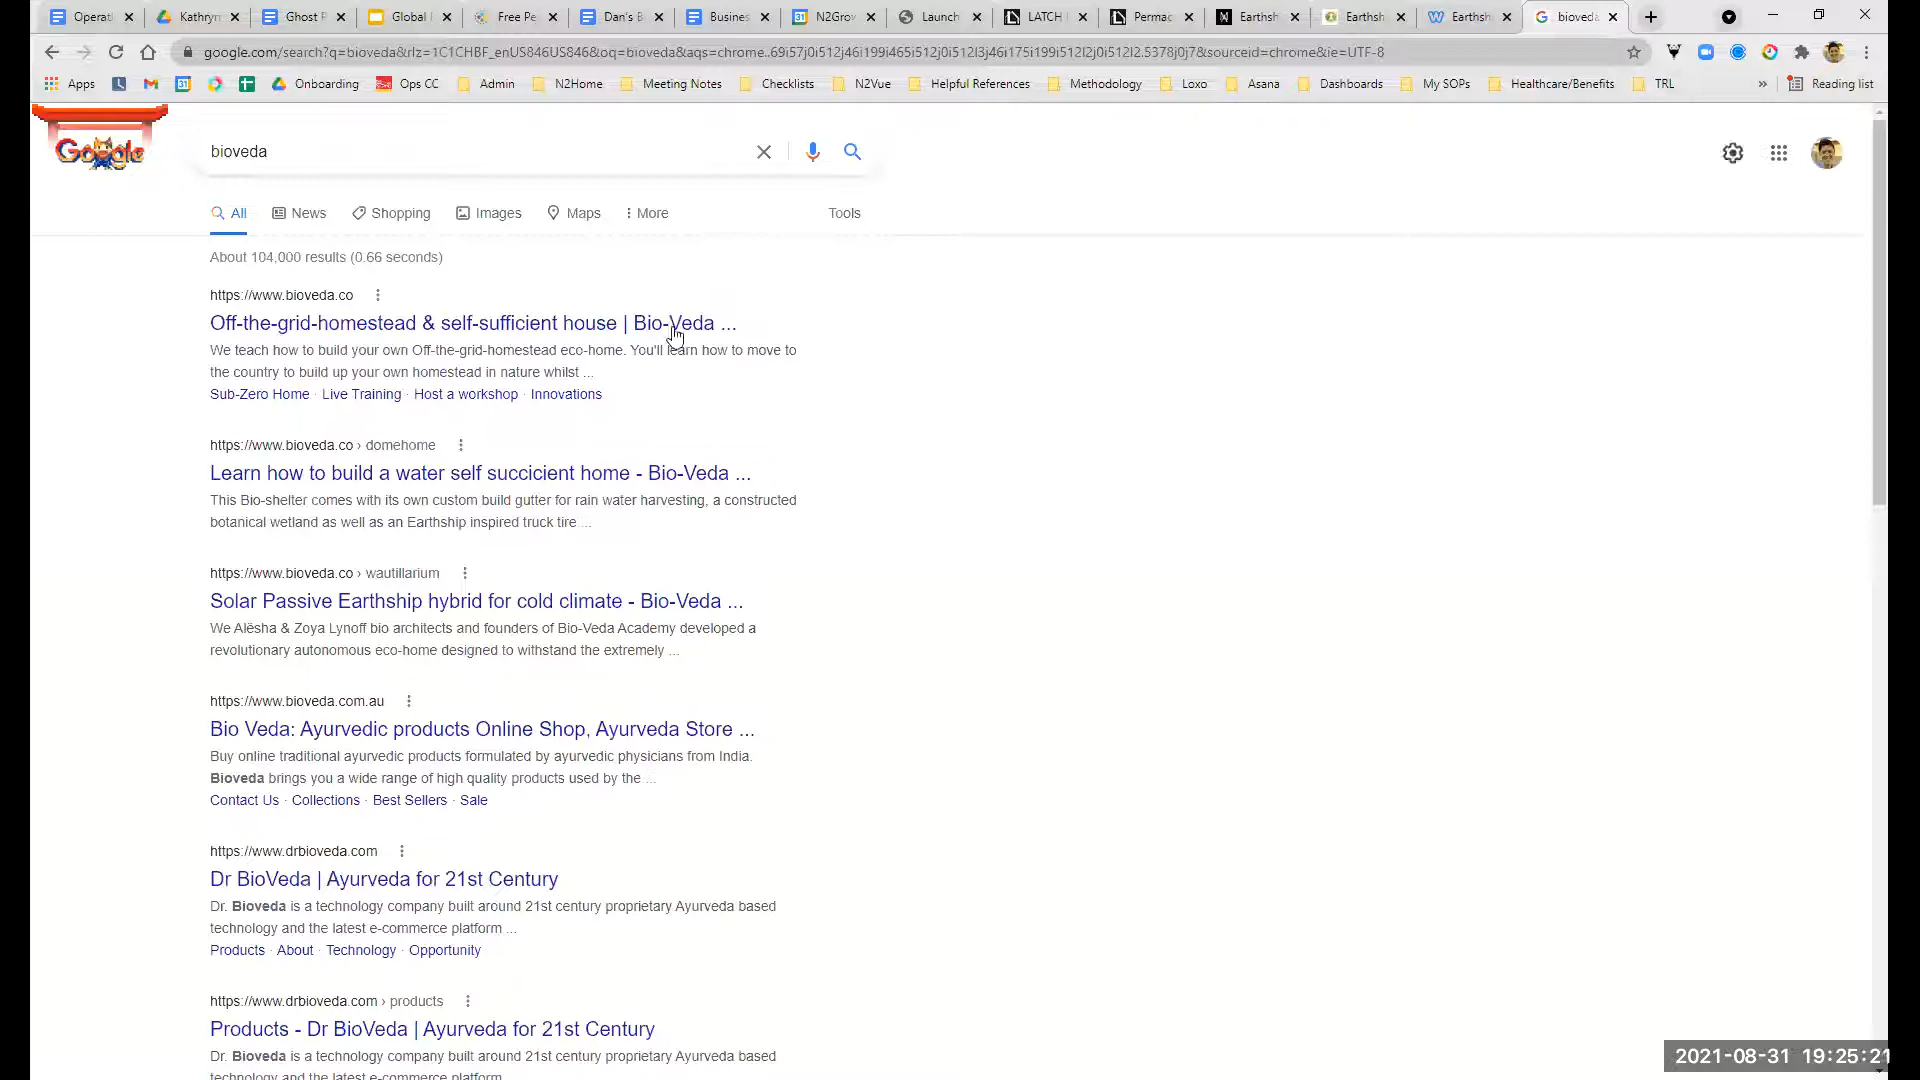 Operati
Kathryn
Ghost P
Global
Free Pe
Dan's B
Busines
N2Grov
Launch
LATCH
Permac
Earthsh
Earthsh
Earthsh
bioveda
google.com/search?q=bioveda&rlz=1C1CHBF_enUS846US846&oq=bioveda&aqs=chrome..69i57j0i512j46i199i465i512j0i512l3j46i175i199i512l2j0i512l2.5378j0j7&sourceid=chrome&ie=UTF-8
Apps
Onboarding
Ops CC
Admin
N2Home
Meeting Notes
Checklists
N2Vue
Helpful References
Methodology
Loxo
Asana
Dashboards
My SOPs
Healthcare/Benefits
TRL
»
Reading list
Google
bioveda
All
News
Shopping
Images
Maps
More
Tools
About 104,000 results (0.66 seconds)
https://www.bioveda.co
Off-the-grid-homestead & self-sufficient house | Bio-Veda ...
We teach how to build your own Off-the-grid-homestead eco-home. You'll learn how to move to
the country to build up your own homestead in nature whilst ...
Sub-Zero Home · Live Training · Host a workshop · Innovations
https://www.bioveda.co › domehome
Learn how to build a water self succicient home - Bio-Veda ...
This Bio-shelter comes with its own custom build gutter for rain water harvesting, a constructed
botanical wetland as well as an Earthship inspired truck tire ...
https://www.bioveda.co › wautillarium
Solar Passive Earthship hybrid for cold climate - Bio-Veda ...
We Alësha & Zoya Lynoff bio architects and founders of Bio-Veda Academy developed a
revolutionary autonomous eco-home designed to withstand the extremely ...
https://www.bioveda.com.au
Bio Veda: Ayurvedic products Online Shop, Ayurveda Store ...
Buy online traditional ayurvedic products formulated by ayurvedic physicians from India.
Bioveda brings you a wide range of high quality products used by the ...
Contact Us · Collections · Best Sellers · Sale
https://www.drbioveda.com
Dr BioVeda | Ayurveda for 21st Century
Dr. Bioveda is a technology company built around 21st century proprietary Ayurveda based
technology and the latest e-commerce platform ...
Products · About · Technology · Opportunity
https://www.drbioveda.com › products
Products - Dr BioVeda | Ayurveda for 21st Century
Dr. Bioveda is a technology company built around 21st century proprietary Ayurveda based
technology and the latest e-commerce platform
2021-08-31 19:25:21